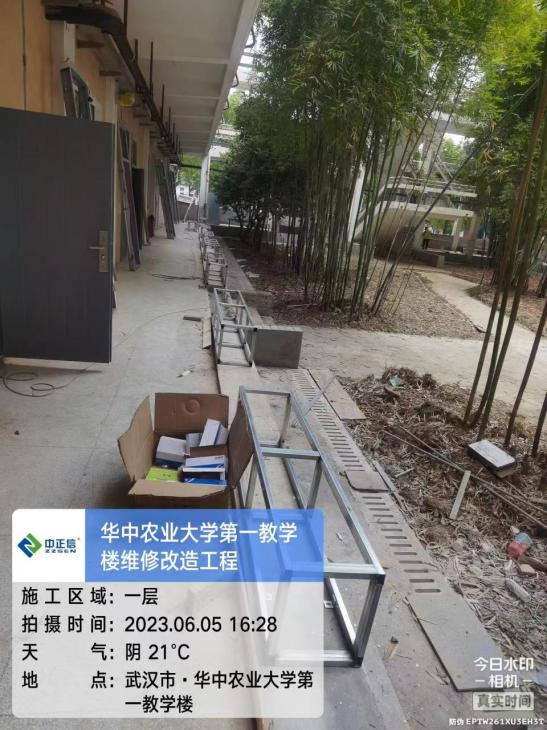 中正信
ZZSEN
华中农业大学第一教学
楼维修改造工程
施工区域：一层
拍摄时间：2023.06.05 16:28
天 气：阴 21℃
地 点：武汉市·华中农业大学第
一教学楼
今日水印
相机
真实时间
防伪 EPTW261XU3EH3T